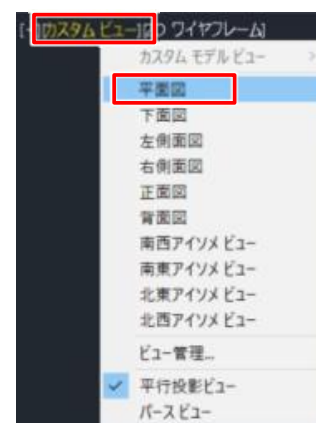 [-][カスタム ビュー][2D ワイヤフレーム]
カスタム モデル ビュー >
平面図
下面図
左側面図
右側面図
正面図
背面図
南西アイソメ ビュー
南東アイソメ ビュー
北東アイソメ ビュー
北西アイソメ ビュー
ビュー管理...
✓ 平行投影ビュー
パース ビュー